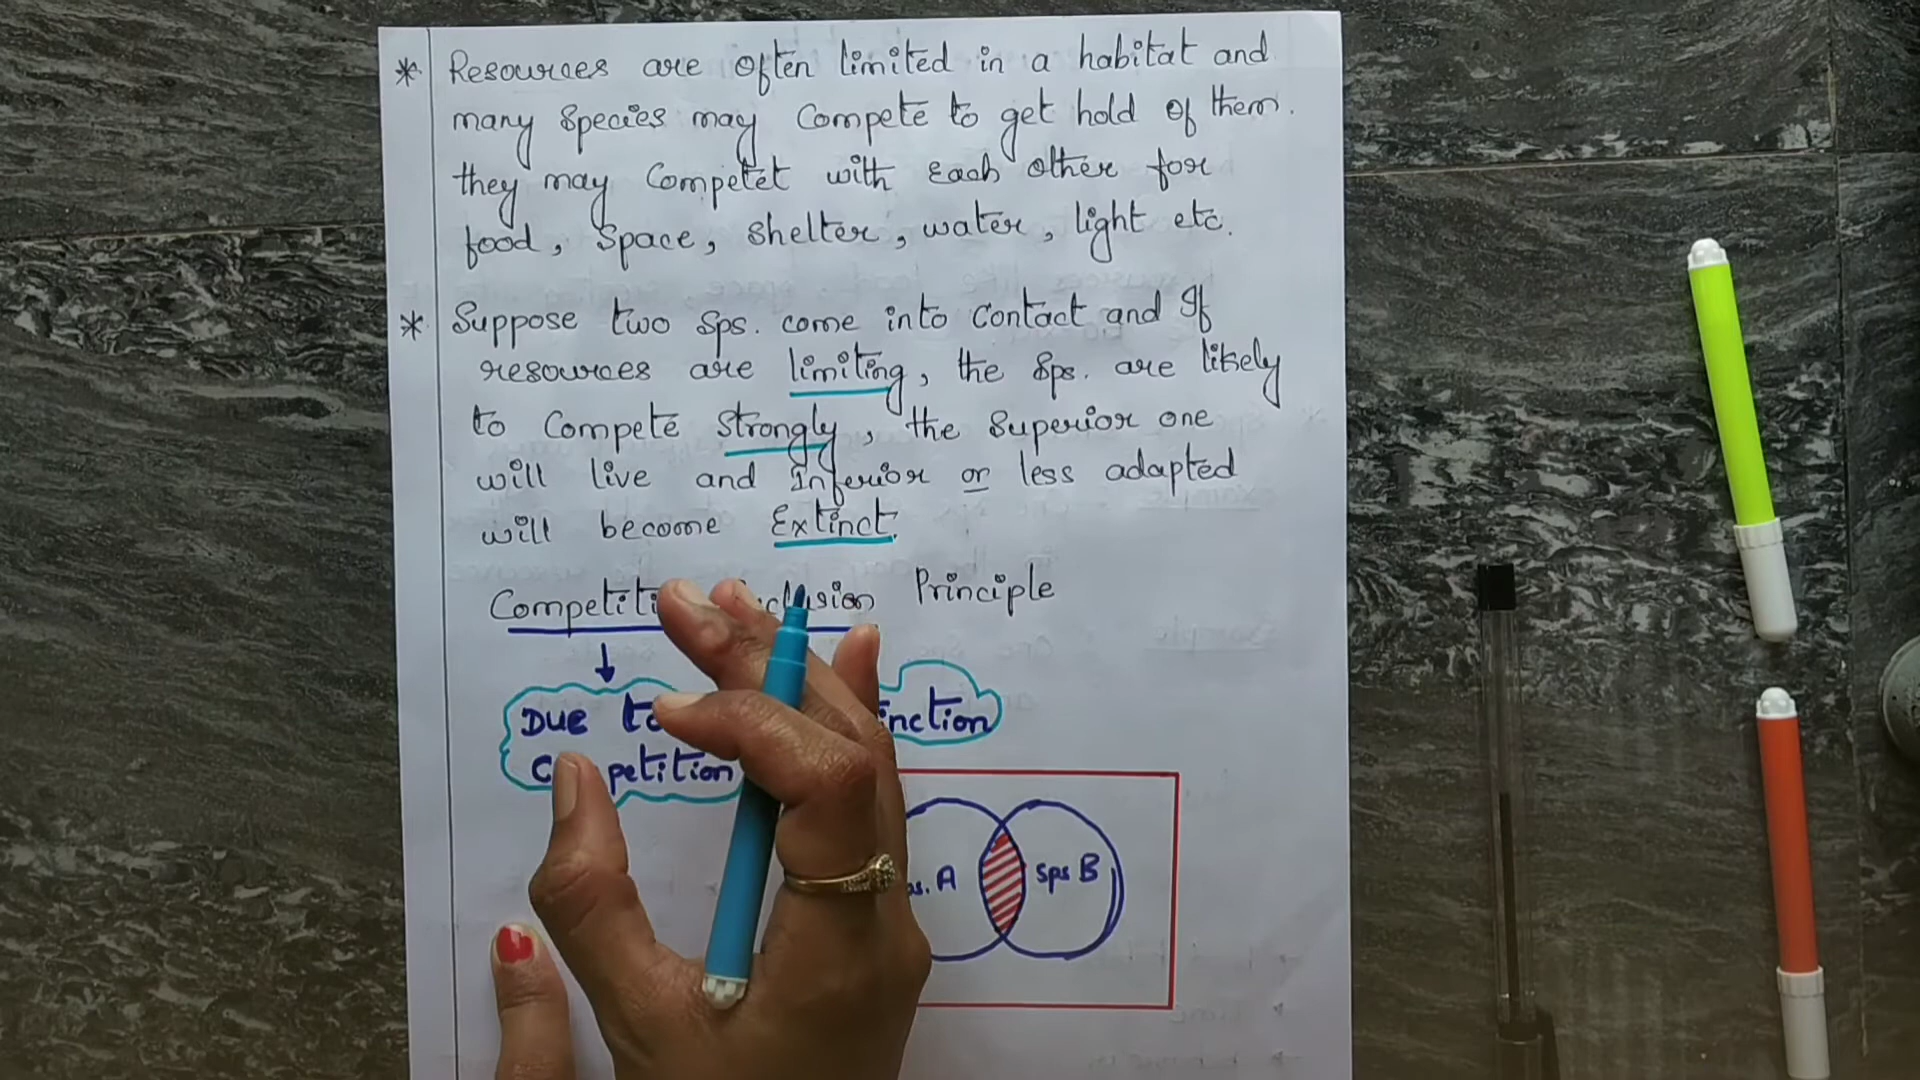 * Resources are often limited in a habitat and
many species may compete to get hold of them.
they may competet with each other for
food, space, shelter, water, light etc.
* Suppose two sps. come into contact and If
resources are limiting, the sps. are likely
to compete strongly, the superior one
will live and Inferior or less adapted
will become Extinct.
Principle
Due
A
sps B